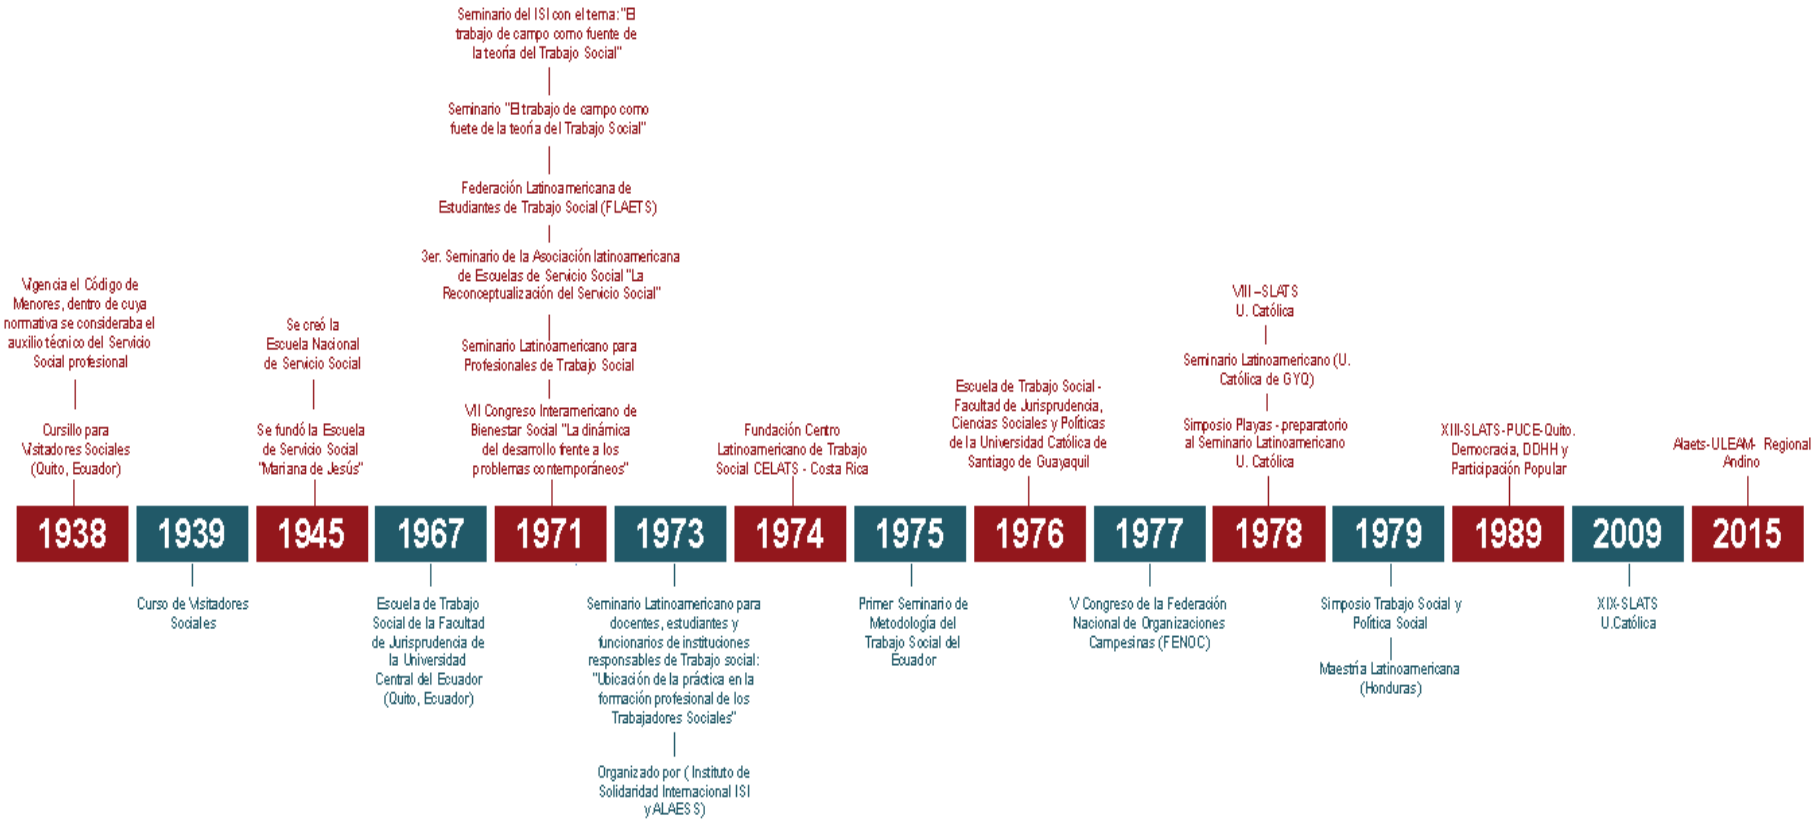 Seminario del ISI con el tema: "El
trabajo de campo como fuente de
la teoría del Trabajo Social"
Seminario "El trabajo de campo como
fuete de la teoría del Trabajo Social"
Federación Latinoamericana de
Estudiantes de Trabajo Social (FLAETS)
3er. Seminario de la Asociación latinoamericana
de Escuelas de Servicio Social "La
Reconceptualización del Servicio Social"
Seminario Latinoamericano para
Profesionales de Trabajo Social
VII Congreso Interamericano de
Bienestar Social "La dinámica
del desarrollo frente a los
problemas contemporáneos"
Vigencia el Código de
Menores, dentro de cuya
normativa se consideraba el
auxilio técnico del Servicio
Social profesional
Cursillo para
Visitadores Sociales
(Quito, Ecuador)
Se creó la
Escuela Nacional
de Servicio Social
Se fundó la Escuela
de Servicio Social
"Mariana de Jesús"
Fundación Centro
Latinoamericano de Trabajo
Social CELATS - Costa Rica
Escuela de Trabajo Social -
Facultad de Jurisprudencia,
Ciencias Sociales y Políticas
de la Universidad Católica de
Santiago de Guayaquil
VIII –SLATS
U. Católica
Seminario Latinoamericano (U.
Católica de GYQ)
Simposio Playas - preparatorio
al Seminario Latinoamericano
U. Católica
XIII-SLATS-PUCE-Quito.
Democracia, DDHH y
Participación Popular
Alaets-ULEAM- Regional
Andino
1938
1939
1945
1967
1971
1973
1974
1975
1976
1977
1978
1979
1989
2009
2015
Curso de Visitadores
Sociales
Escuela de Trabajo
Social de la Facultad
de Jurisprudencia de
la Universidad
Central del Ecuador
(Quito, Ecuador)
Seminario Latinoamericano para
docentes, estudiantes y
funcionarios de instituciones
responsables de Trabajo social:
"Ubicación de la práctica en la
formación profesional de los
Trabajadores Sociales"
Organizado por ( Instituto de
Solidaridad Internacional ISI
y ALAESS)
Primer Seminario de
Metodología del
Trabajo Social del
Ecuador
V Congreso de la Federación
Nacional de Organizaciones
Campesinas (FENOC)
Simposio Trabajo Social y
Política Social
Maestría Latinoamericana
(Honduras)
XIX-SLATS
U.Católica